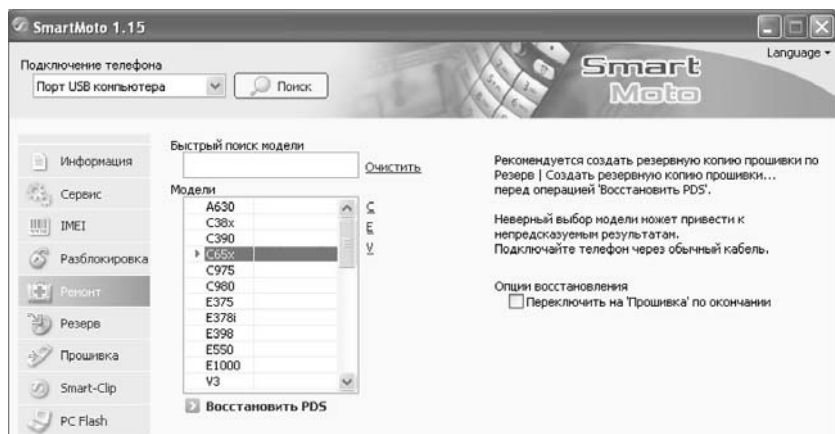 SmartMoto 1.15
Language
Подключение телефона
Порт USB компьютера
Поиск
Smart
Moto
Информация
Сервис
IMEI
Разблокировка
Ремонт
Резерв
Прошивка
Smart-Clip
PC Flash
Быстрый поиск модели
Очистить
Модели
A630
C38x
C390
C65x
C975
C980
E375
E378i
E398
E550
E1000
V3
C
E
V
Восстановить PDS
Рекомендуется создать резервную копию прошивки по
Резерв | Создать резервную копию прошивки...
перед операцией 'Восстановить PDS'.
Неверный выбор модели может привести к
непредсказуемым результатам.
Подключайте телефон через обычный кабель.
Опции восстановления
Переключить на 'Прошивка' по окончании